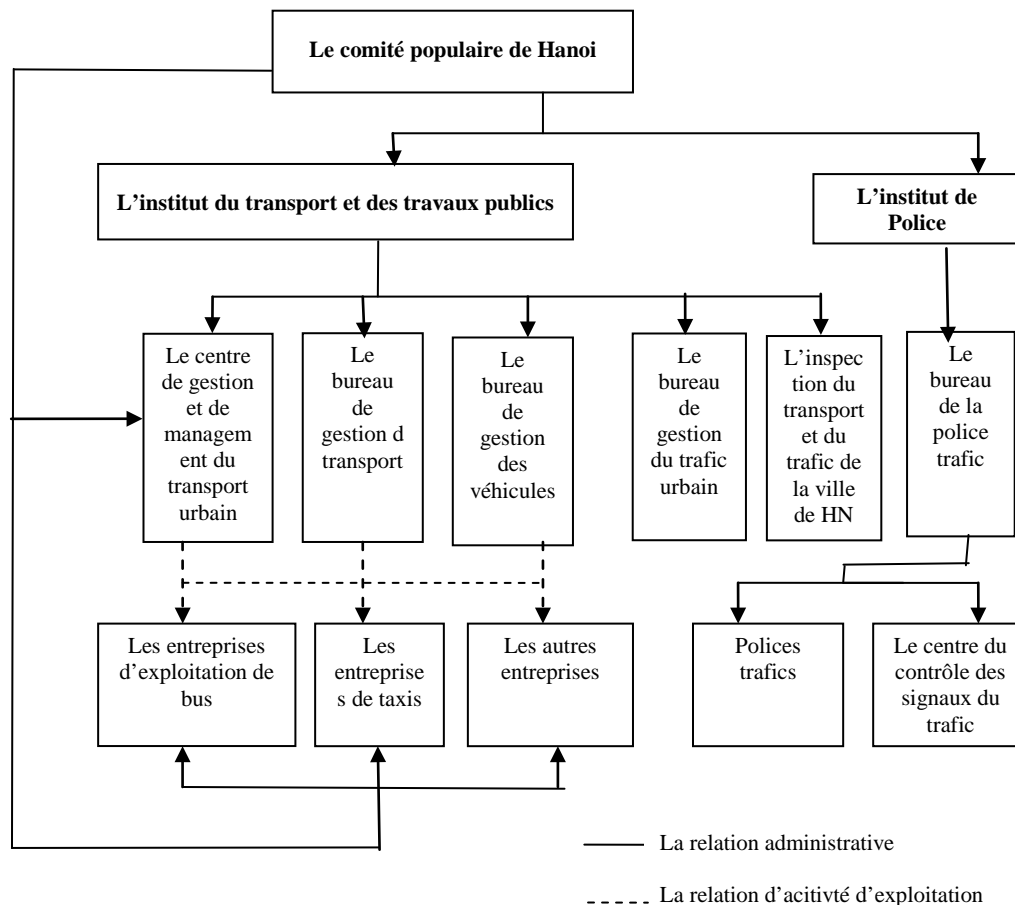 Le comité populaire de Hanoi
L’institut du transport et des travaux publics
L’institut de
Police
Le centre
de gestion
et de
managem
ent du
transport
urbain
Le
bureau
de
gestion d
transport
Le
bureau
de
gestion
des
véhicules
Le
bureau
de
gestion
du trafic
urbain
L’inspec
tion du
transport
et du
trafic de
la ville
de HN
Le
bureau
de la
police
trafic
Les entreprises
d’exploitation de
bus
Les
entreprise
s de taxis
Les autres
entreprises
Polices
trafics
Le centre du
contrôle des
signaux du
trafic
La relation administrative
La relation d’acitivté d’exploitation